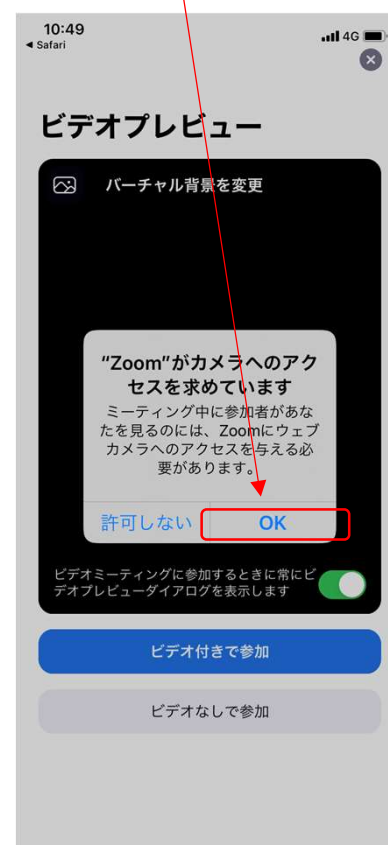 10:49
4G
◀ Safari
ビデオプレビュー
バーチャル背景を変更
"Zoom"がカメラへのアク
セスを求めています
ミーティング中に参加者があな
たを見るのには、Zoomにウェブ
カメラへのアクセスを与える必
要があります。
許可しない OK
ビデオミーティングに参加するときに常にビ
デオプレビューダイアログを表示します
ビデオ付きで参加
ビデオなしで参加